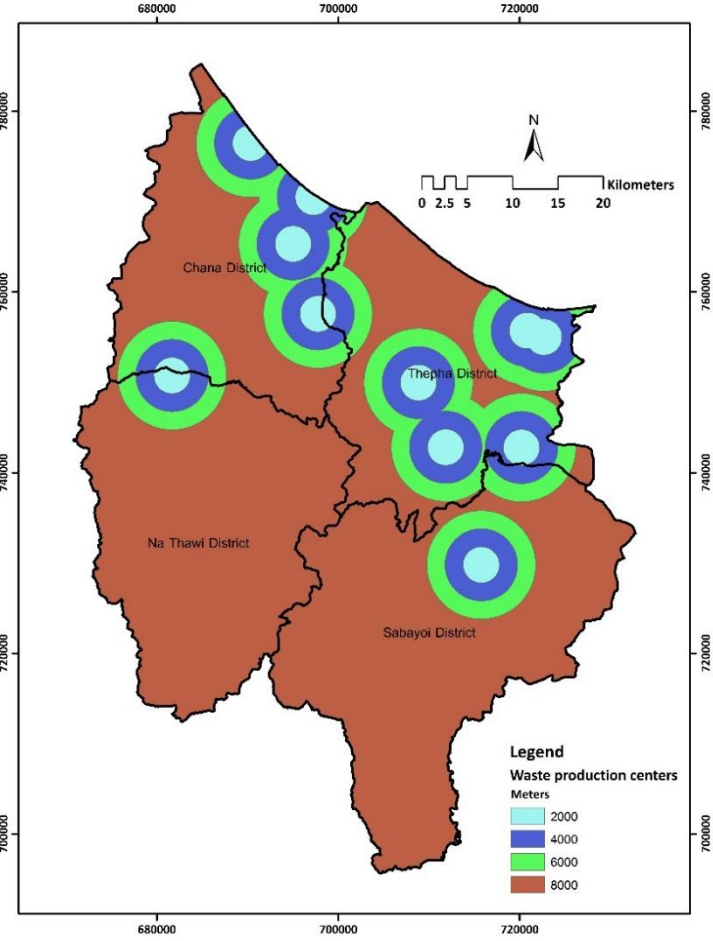 680000 700000 720000
780000 780000
N
Kilometers
0 2.5 5 10 15 20
Chana District
760000 760000
Thepha District
740000 740000
Na Thawi District
Sabayoi District
720000 720000
Legend
Waste production centers
Meters
2000
700000 700000
4000
6000
8000
680000 700000 720000